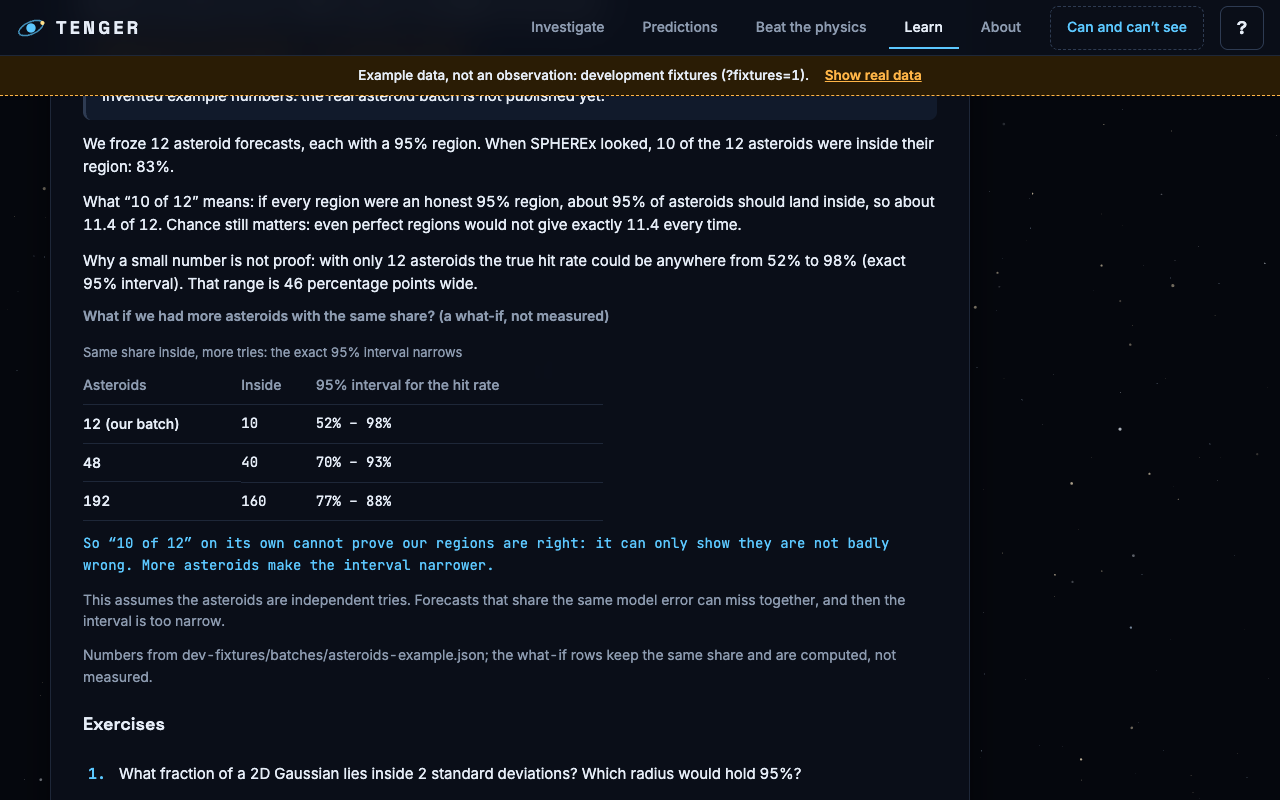 TENGER
Investigate
Predictions
Beat the physics
Learn
About
Can and can't see
?
Example data, not an observation: development fixtures (?fixtures=1). Show real data
Invented example numbers: the real asteroid batch is not published yet.
We froze 12 asteroid forecasts, each with a 95% region. When SPHEREx looked, 10 of the 12 asteroids were inside their
region: 83%.
What “10 of 12” means: if every region were an honest 95% region, about 95% of asteroids should land inside, so about
11.4 of 12. Chance still matters: even perfect regions would not give exactly 11.4 every time.
Why a small number is not proof: with only 12 asteroids the true hit rate could be anywhere from 52% to 98% (exact
95% interval). That range is 46 percentage points wide.
What if we had more asteroids with the same share? (a what-if, not measured)
Same share inside, more tries: the exact 95% interval narrows
Asteroids Inside 95% interval for the hit rate
12 (our batch) 10 52% – 98%
48 40 70% – 93%
192 160 77% – 88%
So “10 of 12” on its own cannot prove our regions are right: it can only show they are not badly
wrong. More asteroids make the interval narrower.
This assumes the asteroids are independent tries. Forecasts that share the same model error can miss together, and then the
interval is too narrow.
Numbers from dev-fixtures/batches/asteroids-example.json; the what-if rows keep the same share and are computed, not
measured.
Exercises
1. What fraction of a 2D Gaussian lies inside 2 standard deviations? Which radius would hold 95%?